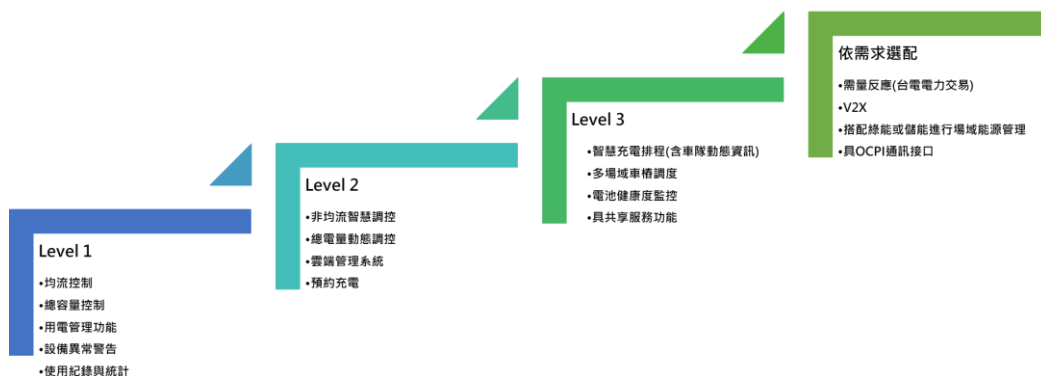 Level 1
•均流控制
•總容量控制
•用電管理功能
•設備異常警告
•使用紀錄與統計
Level 2
•非均流智慧調控
•總電量動態調控
•雲端管理系統
•預約充電
Level 3
•智慧充電排程(含車隊動態資訊)
•多場域車樁調度
•電池健康度監控
•具共享服務功能
依需求選配
•需量反應(台電電力交易)
•V2X
•搭配綠能或儲能進行場域能源管理
•具OCPI通訊接口